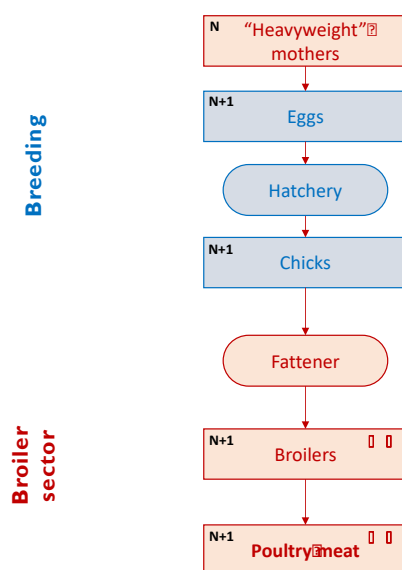 N
“Heavyweight”
mothers
N+1
Eggs
Breeding
Hatchery
N+1
Chicks
Fattener
Broiler
sector
N+1
Broilers
N+1
Poultry meat